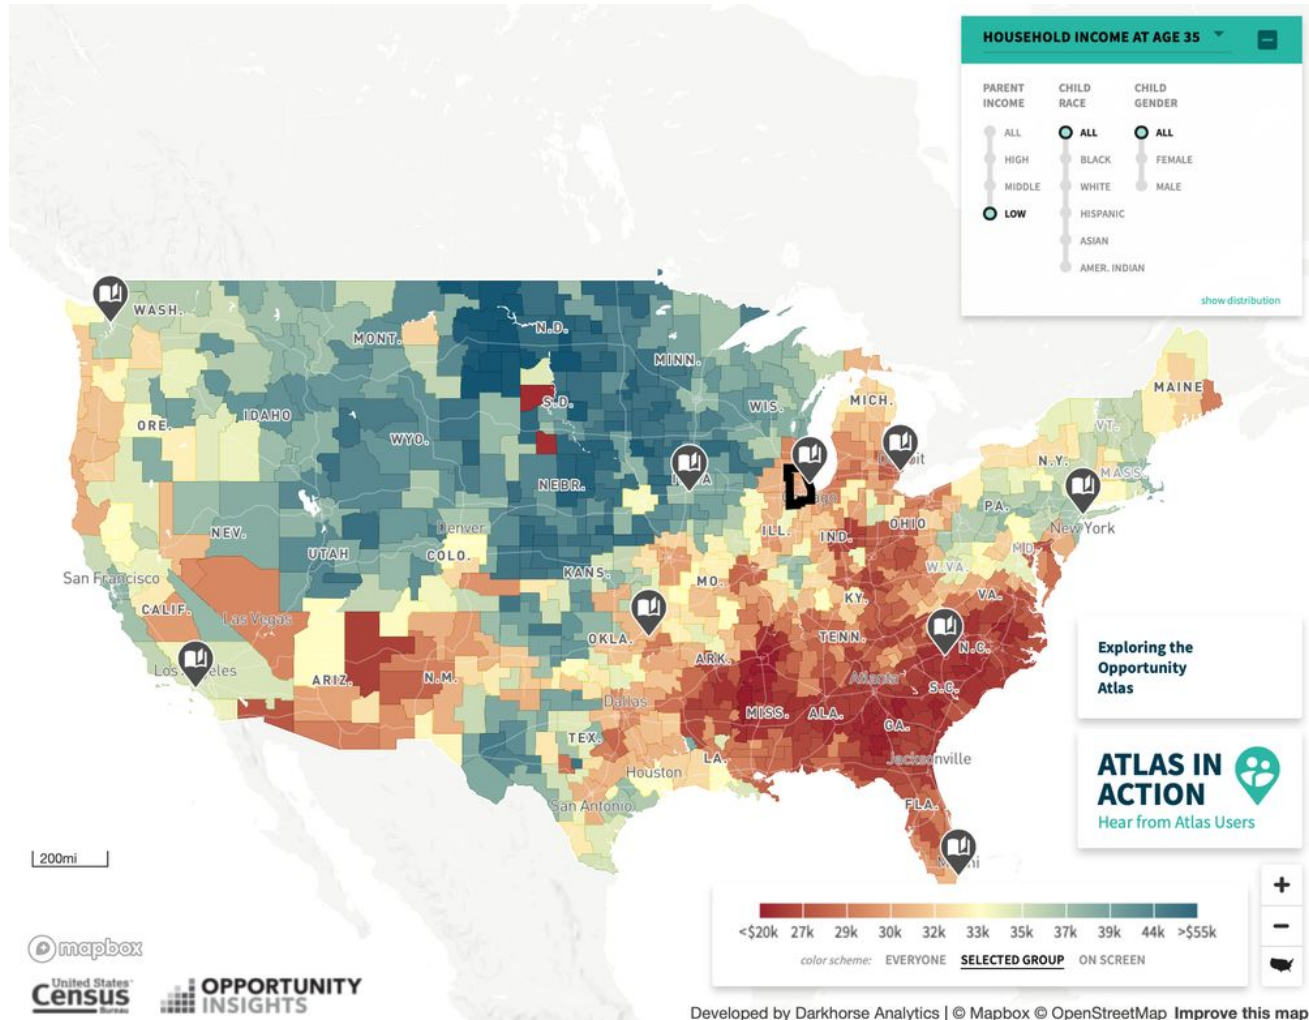 HOUSEHOLD INCOME AT AGE 35
PARENT INCOME
CHILD RACE
CHILD GENDER
ALL
HIGH
MIDDLE
LOW
ALL
BLACK
WHITE
HISPANIC
ASIAN
AMER. INDIAN
ALL
FEMALE
MALE
show distribution
WASH.
MONT.
N.D.
MINN.
MAINE
ORE.
IDAHO
S.D.
WIS.
MICH.
VT.
WYO.
N.Y.
MASS.
NEBR.
PA.
New York
NEV.
Denver
ILL.
IND.
OHIO
MD.
UTAH
COLO.
San Francisco
KANS.
MO.
W.VA.
CALIF.
Las Vegas
KY.
VA.
OKLA.
TENN.
N.C.
ARIZ.
N.M.
ARK.
Atlanta
S.C.
Dallas
MISS.
ALA.
GA.
TEX.
LA.
Jacksonville
Houston
San Antonio
FLA.
Exploring the
Opportunity
Atlas
ATLAS IN
ACTION
Hear from Atlas Users
200mi
<$20k 27k 29k 30k 32k 33k 35k 37k 39k 44k >$55k
color scheme: EVERYONE SELECTED GROUP ON SCREEN
+
−
mapbox
United States®
Census
Bureau
OPPORTUNITY
INSIGHTS
Developed by Darkhorse Analytics | © Mapbox © OpenStreetMap Improve this map